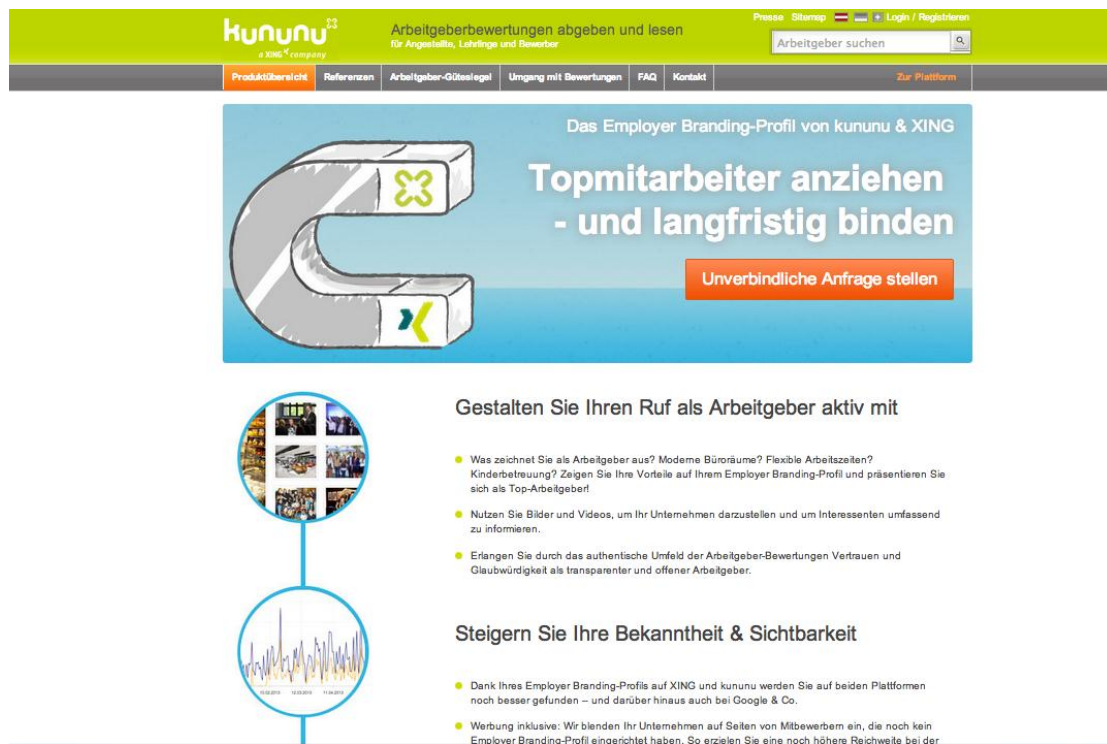 kununu
a XING company
Arbeitgeberbewertungen abgeben und lesen
für Angestellte, Lehrlinge und Bewerber
Presse Sitemap Login / Registrieren
Arbeitgeber suchen
Produktübersicht Referenzen Arbeitgeber-Gütesiegel Umgang mit Bewertungen FAQ Kontakt Zur Plattform
Das Employer Branding-Profil von kununu & XING
Topmitarbeiter anziehen
- und langfristig binden
Unverbindliche Anfrage stellen
Gestalten Sie Ihren Ruf als Arbeitgeber aktiv mit
Was zeichnet Sie als Arbeitgeber aus? Moderne Büroräume? Flexible Arbeitszeiten?
Kinderbetreuung? Zeigen Sie Ihre Vorteile auf Ihrem Employer Branding-Profil und präsentieren Sie
sich als Top-Arbeitgeber!
Nutzen Sie Bilder und Videos, um Ihr Unternehmen darzustellen und um Interessenten umfassend
zu informieren.
Erlangen Sie durch das authentische Umfeld der Arbeitgeber-Bewertungen Vertrauen und
Glaubwürdigkeit als transparenter und offener Arbeitgeber.
Steigern Sie Ihre Bekanntheit & Sichtbarkeit
Dank Ihres Employer Branding-Profils auf XING und kununu werden Sie auf beiden Plattformen
noch besser gefunden – und darüber hinaus auch bei Google & Co.
Werbung inklusive: Wir blenden Ihr Unternehmen auf Seiten von Mitbewerbern ein, die noch kein
Employer Branding-Profil eingerichtet haben. So erzielen Sie eine noch höhere Reichweite bei der